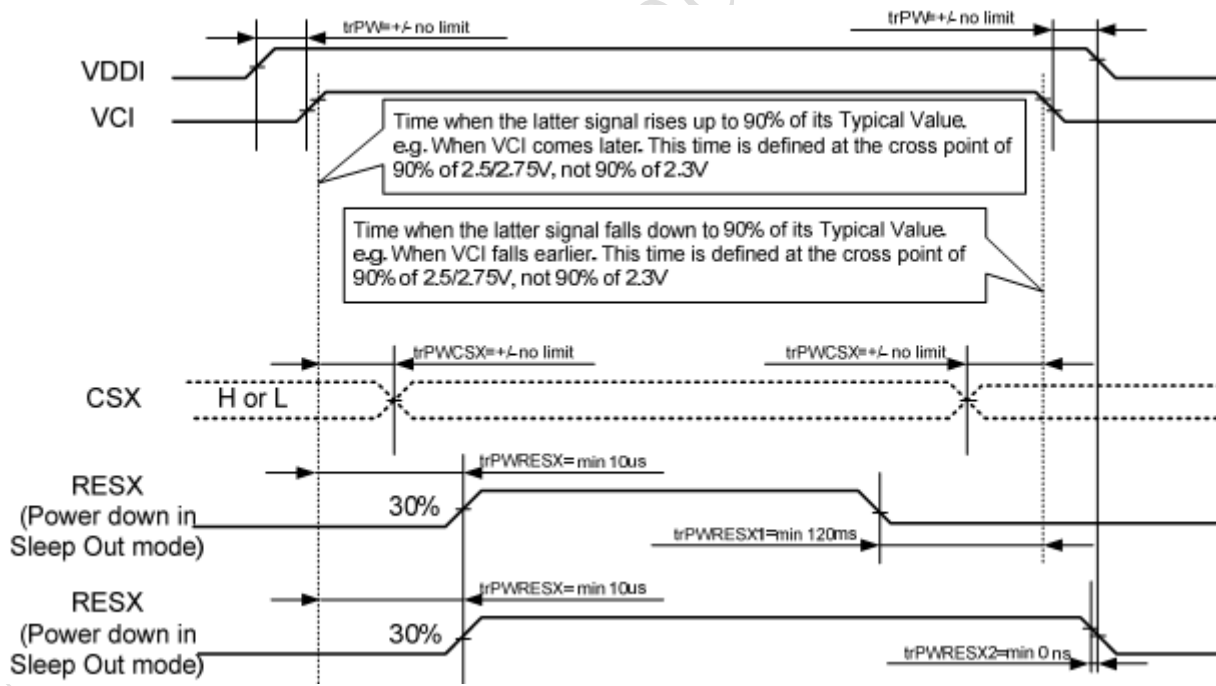 trPW=+/- no limit
trPW=+/- no limit
VDDI
VCI
Time when the latter signal rises up to 90% of its Typical Value.
e.g. When VCI comes later. This time is defined at the cross point of
90% of 2.5/2.75V, not 90% of 2.3V
Time when the latter signal falls down to 90% of its Typical Value.
e.g. When VCI falls earlier. This time is defined at the cross point of
90% of 2.5/2.75V, not 90% of 2.3V
trPWCSX=+/- no limit
trPWCSX=+/- no limit
CSX
H or L
trPWRESX= min 10us
RESX
(Power down in
Sleep Out mode)
30%
trPWRESX1=min 120ms
trPWRESX= min 10us
RESX
(Power down in
Sleep Out mode)
30%
trPWRESX2=min 0 ns